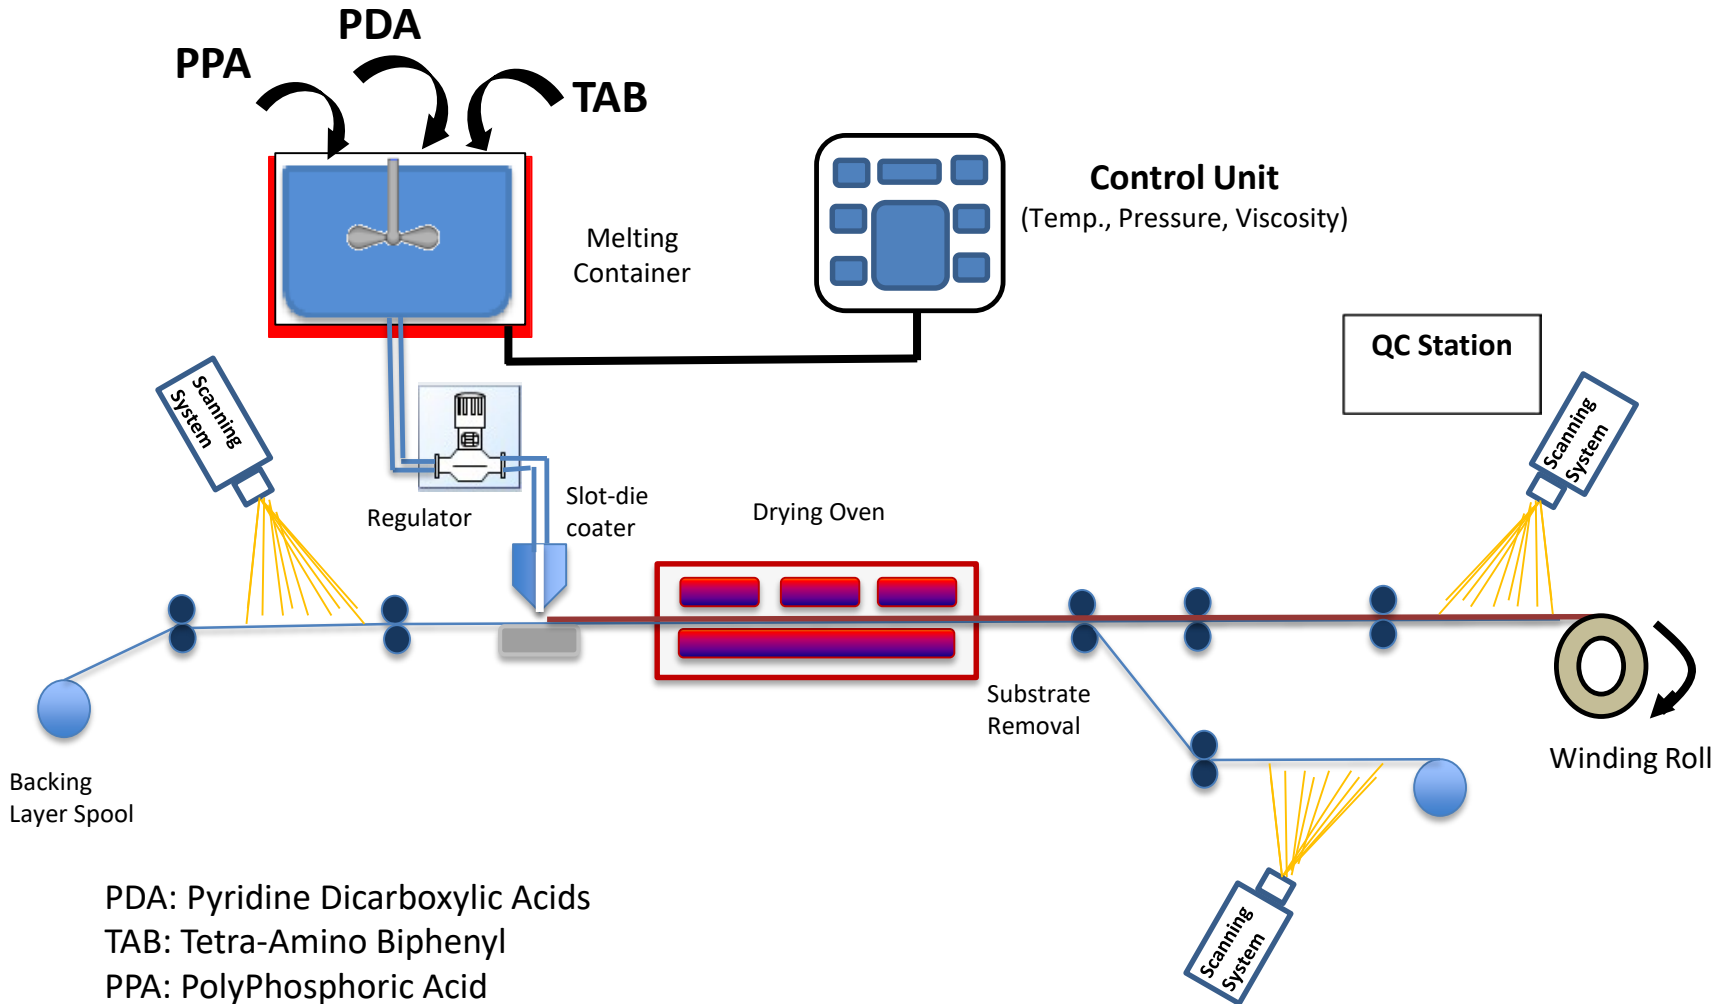 PDA
PPA
TAB
Control Unit
(Temp., Pressure, Viscosity)
Melting
Container
QC Station
Scanning
System
Scanning
System
Slot-die
coater
Regulator
Drying Oven
Substrate
Removal
Winding Roll
Backing
Layer Spool
Scanning
System
PDA: Pyridine Dicarboxylic Acids
TAB: Tetra-Amino Biphenyl
PPA: PolyPhosphoric Acid